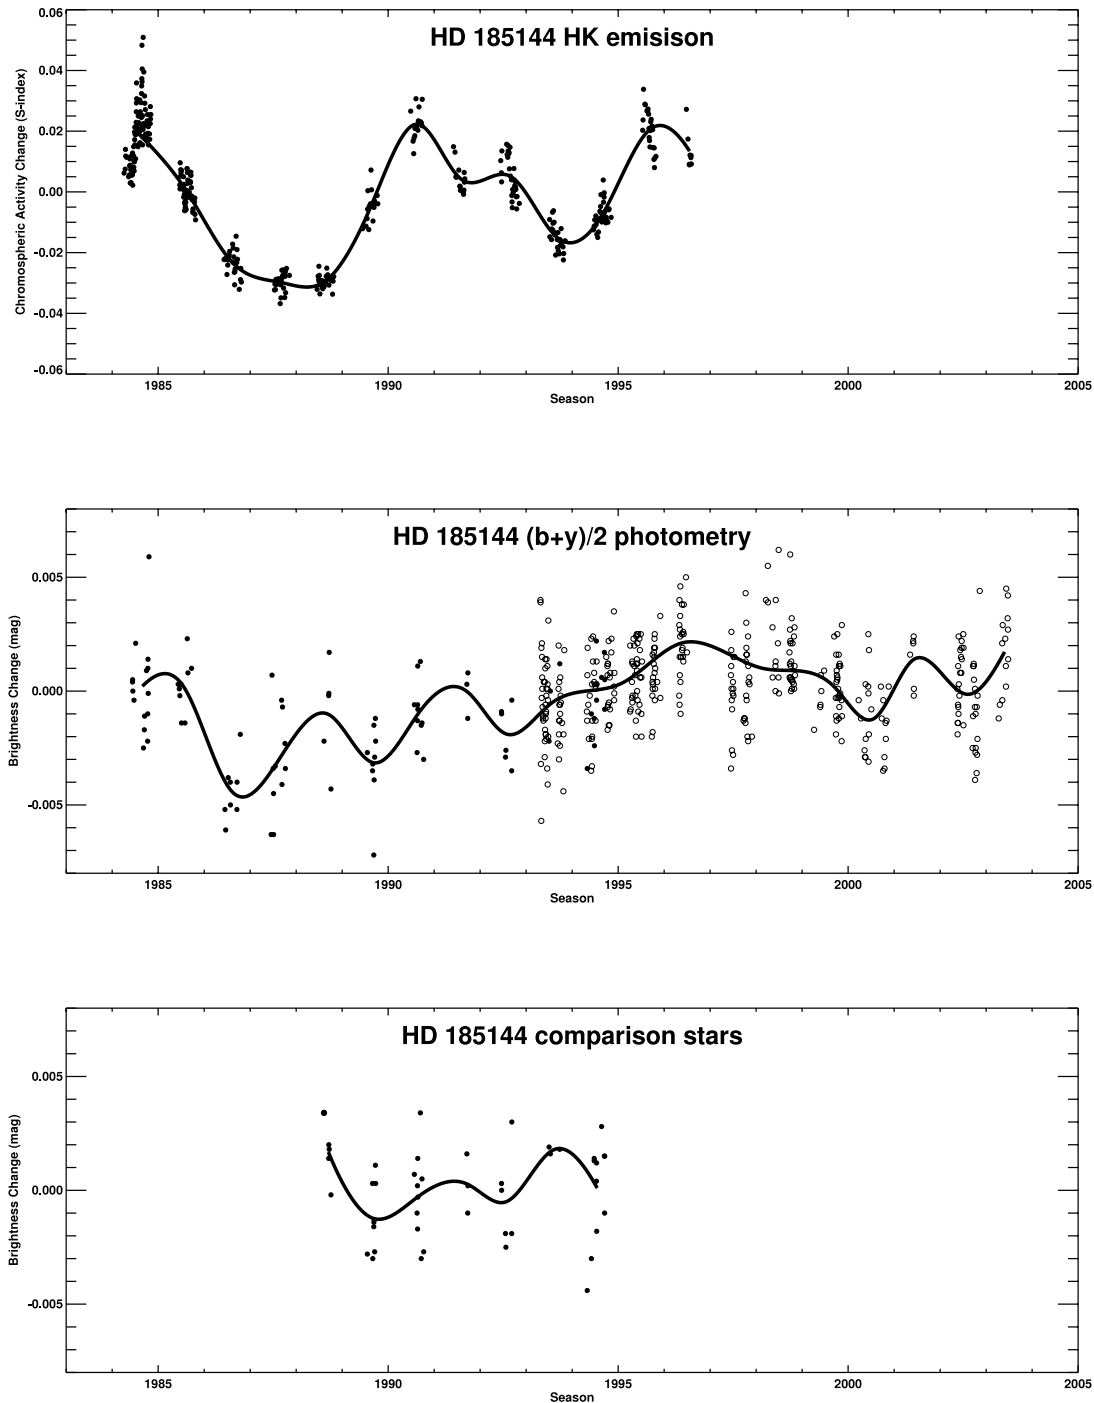 HD 185144 HK emisison
Chromospheric Activity Change (S-index)
0.06
0.04
0.02
0.00
-0.02
-0.04
-0.06
1985 1990 1995 2000 2005
Season
HD 185144 (b+y)/2 photometry
Brightness Change (mag)
0.005
0.000
-0.005
1985 1990 1995 2000 2005
Season
HD 185144 comparison stars
Brightness Change (mag)
0.005
0.000
-0.005
1985 1990 1995 2000 2005
Season